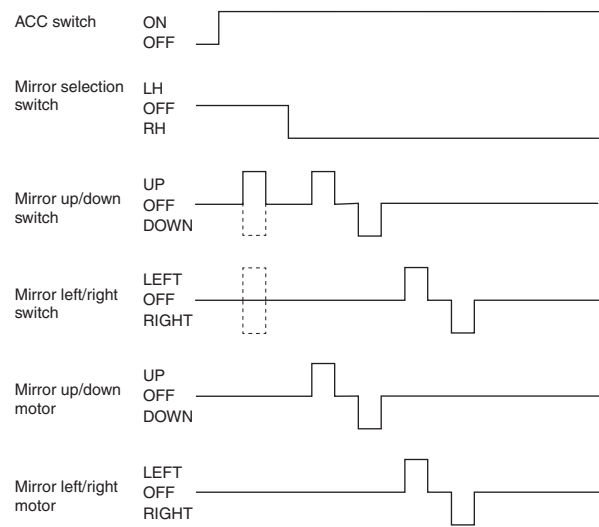 ACC switch
ON
OFF
Mirror selection
switch
LH
OFF
RH
Mirror up/down
switch
UP
OFF
DOWN
Mirror left/right
switch
LEFT
OFF
RIGHT
Mirror up/down
motor
UP
OFF
DOWN
Mirror left/right
motor
LEFT
OFF
RIGHT